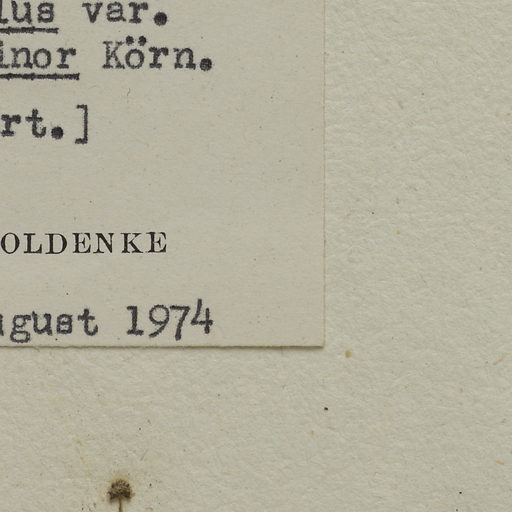 lus var.
inor Körn.
rt.]
OLDENKE
ugust 1974